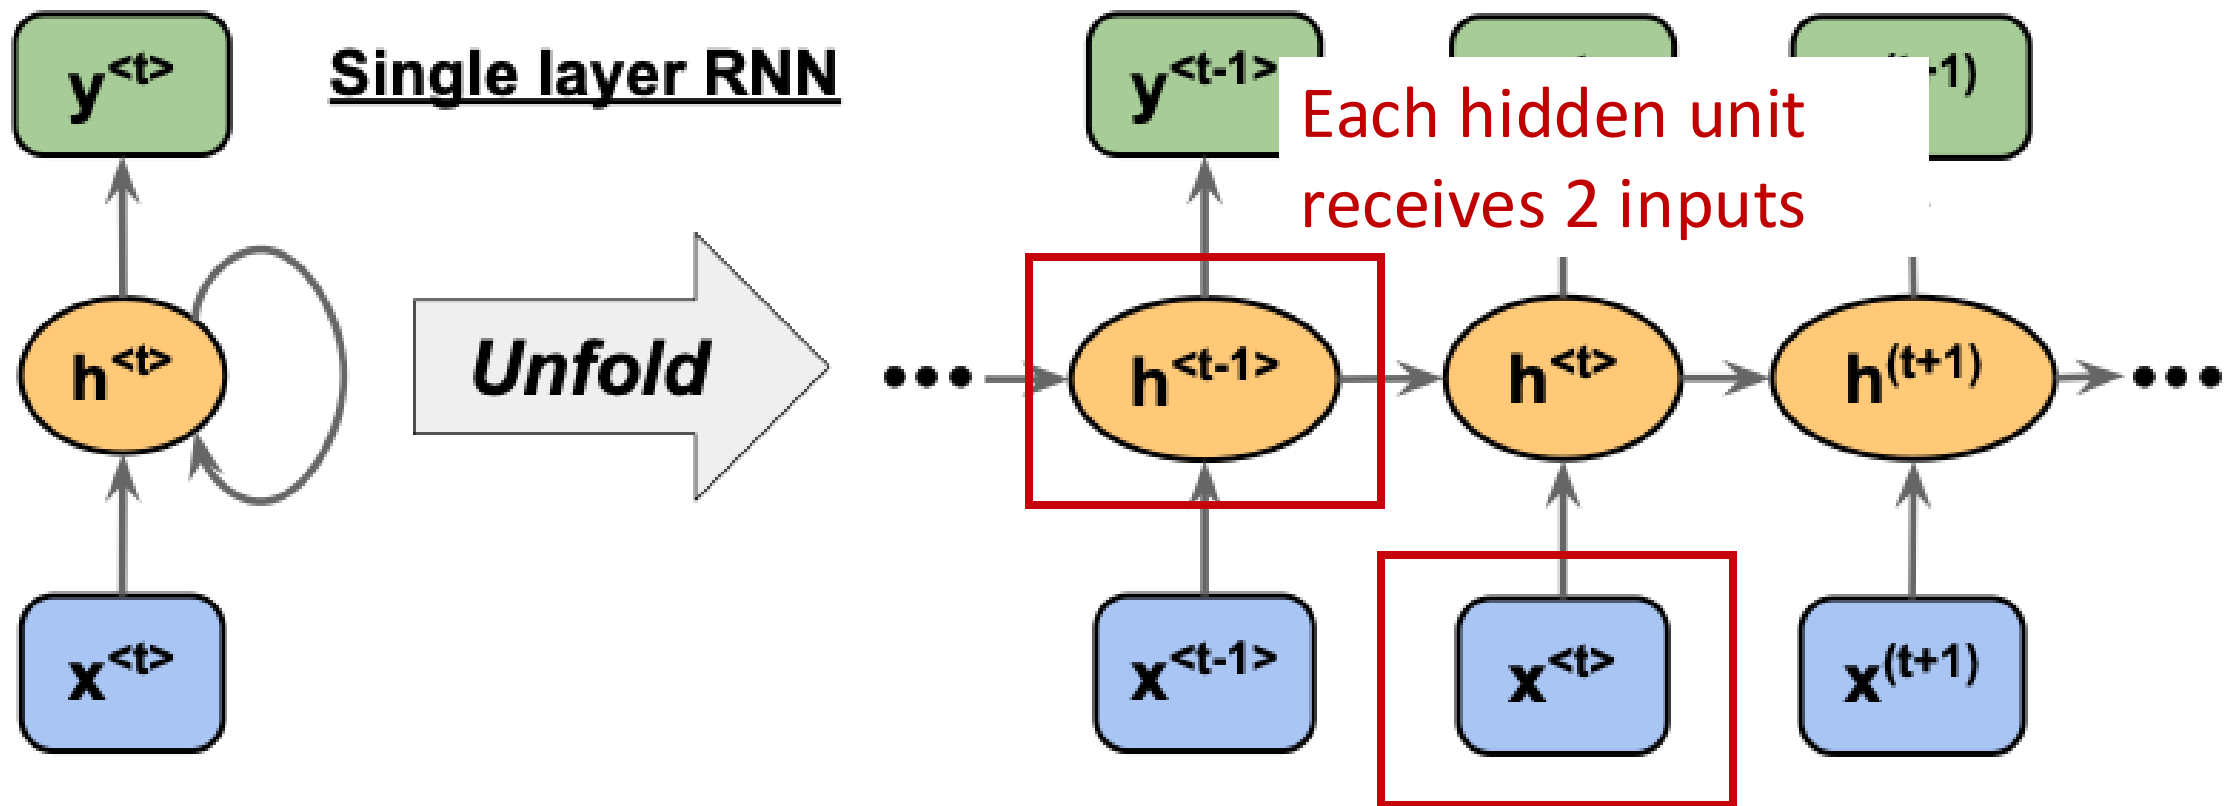 y<t>
Single layer RNN
y<t-1>
Each hidden unit
receives 2 inputs
h<t>
Unfold
h<t-1>
h<t>
h(t+1)
x<t>
x<t-1>
x<t>
x(t+1)